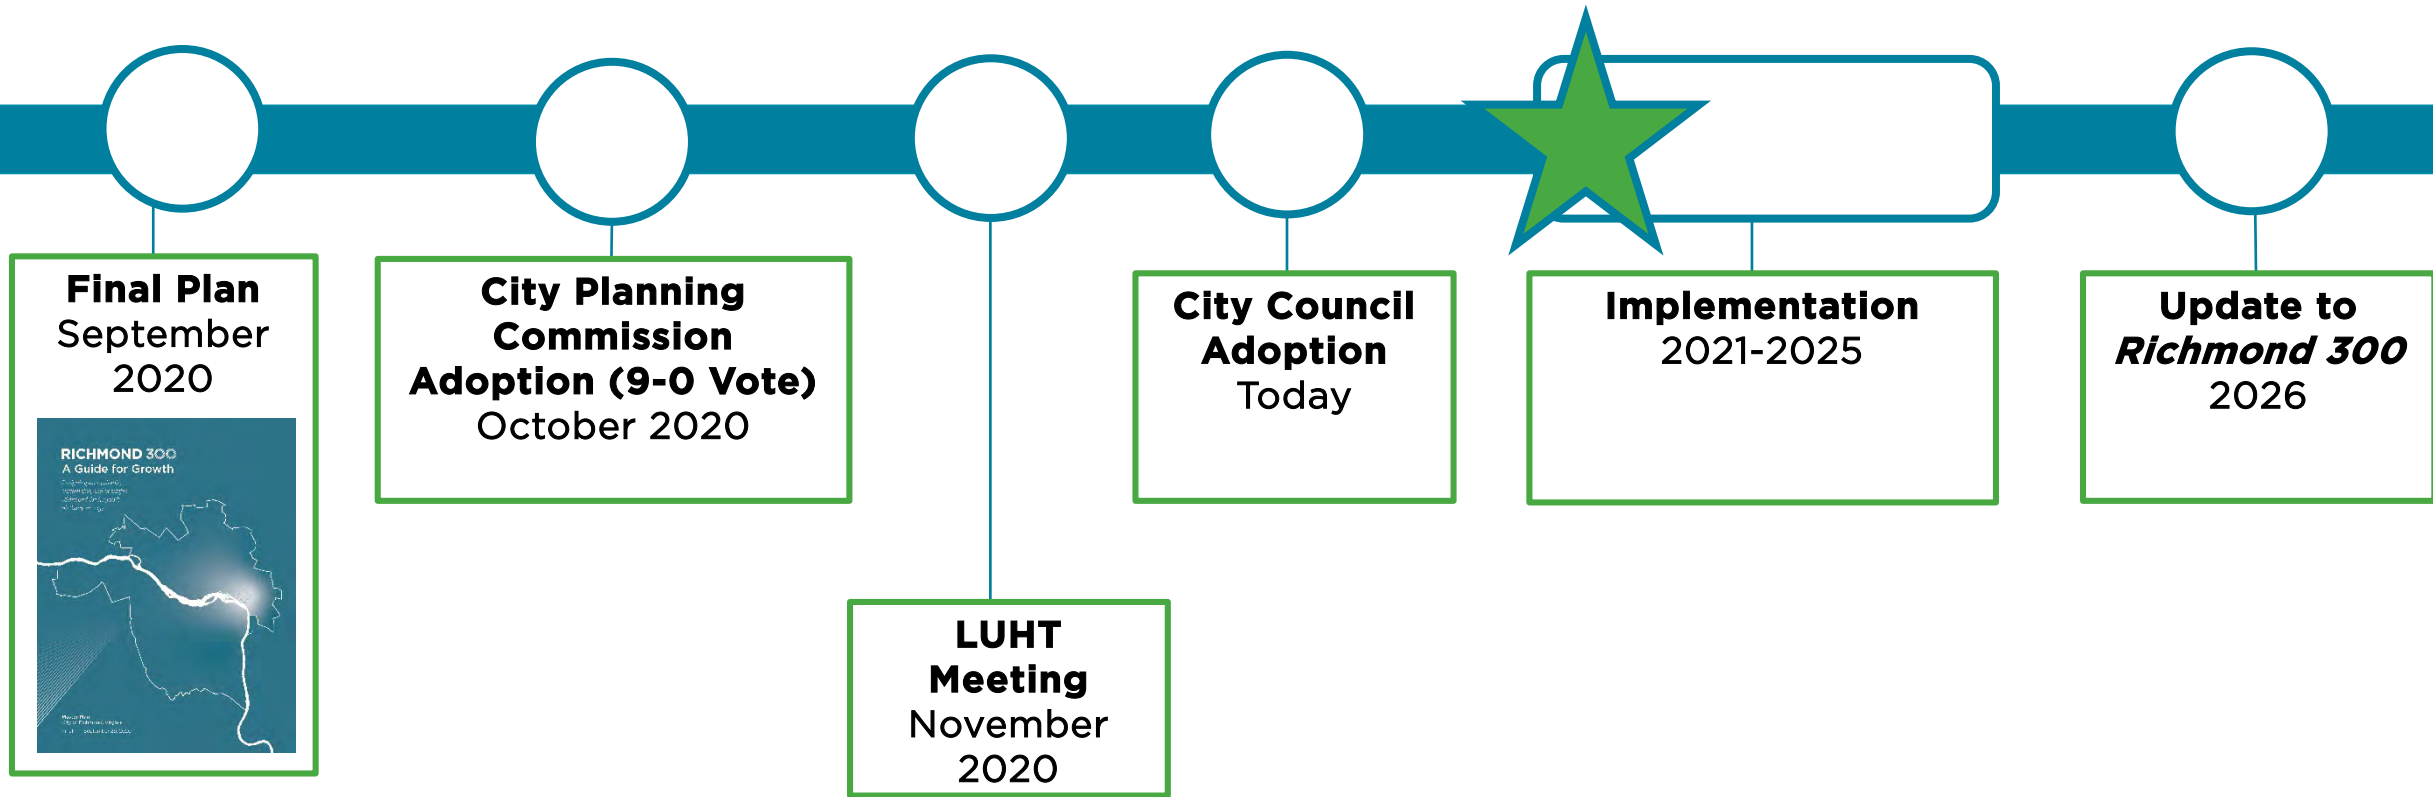 Final Plan
September
2020
RICHMOND 300
A Guide for Growth
City Planning
Commission
Adoption (9-0 Vote)
October 2020
LUHT
Meeting
November
2020
City Council
Adoption
Today
Implementation
2021-2025
Update to
Richmond 300
2026